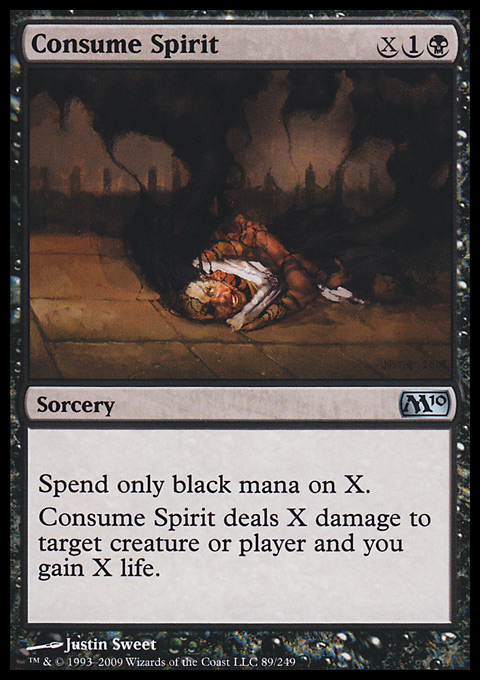 Consume Spirit X1
Sorcery M10
Spend only black mana on X.
Consume Spirit deals X damage to
target creature or player and you
gain X life.
Justin Sweet
™ & © 1993–2009 Wizards of the Coast LLC 89/249